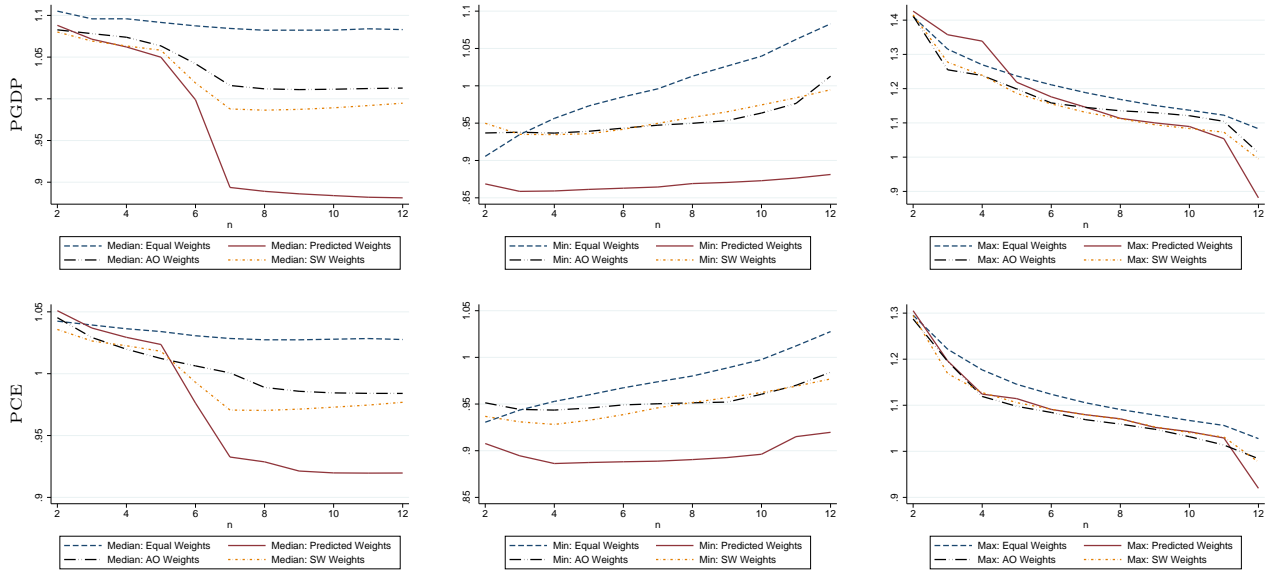 PGDP
1.1
1.05
1
.95
.9
2 4 6 8 10 12
n
Median: Equal Weights Median: Predicted Weights
Median: AO Weights Median: SW Weights
1.1
1.05
1
.95
.9
.85
2 4 6 8 10 12
n
Min: Equal Weights Min: Predicted Weights
Min: AO Weights Min: SW Weights
1.4
1.3
1.2
1.1
1
.9
2 4 6 8 10 12
n
Max: Equal Weights Max: Predicted Weights
Max: AO Weights Max: SW Weights
PCE
1.05
1
.95
.9
2 4 6 8 10 12
n
Median: Equal Weights Median: Predicted Weights
Median: AO Weights Median: SW Weights
1.05
1
.95
.9
.85
2 4 6 8 10 12
n
Min: Equal Weights Min: Predicted Weights
Min: AO Weights Min: SW Weights
1.3
1.2
1.1
1
.9
2 4 6 8 10 12
n
Max: Equal Weights Max: Predicted Weights
Max: AO Weights Max: SW Weights